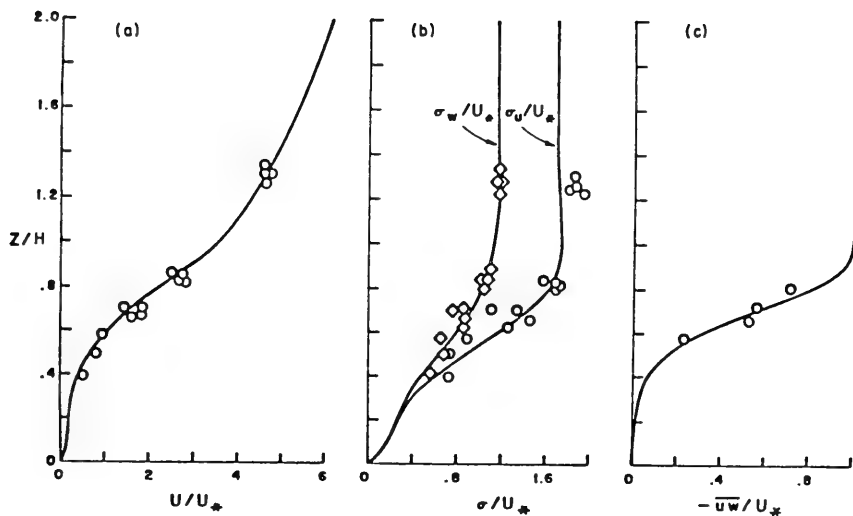 (a)
(b)
(c)
2.0
1.6
1.2
Z/H
.8
.4
0
0 2 4 6
U/U*
σw/U*
σu/U*
0 .8 1.6
σ/U*
0 .4 .8
-uw/U*